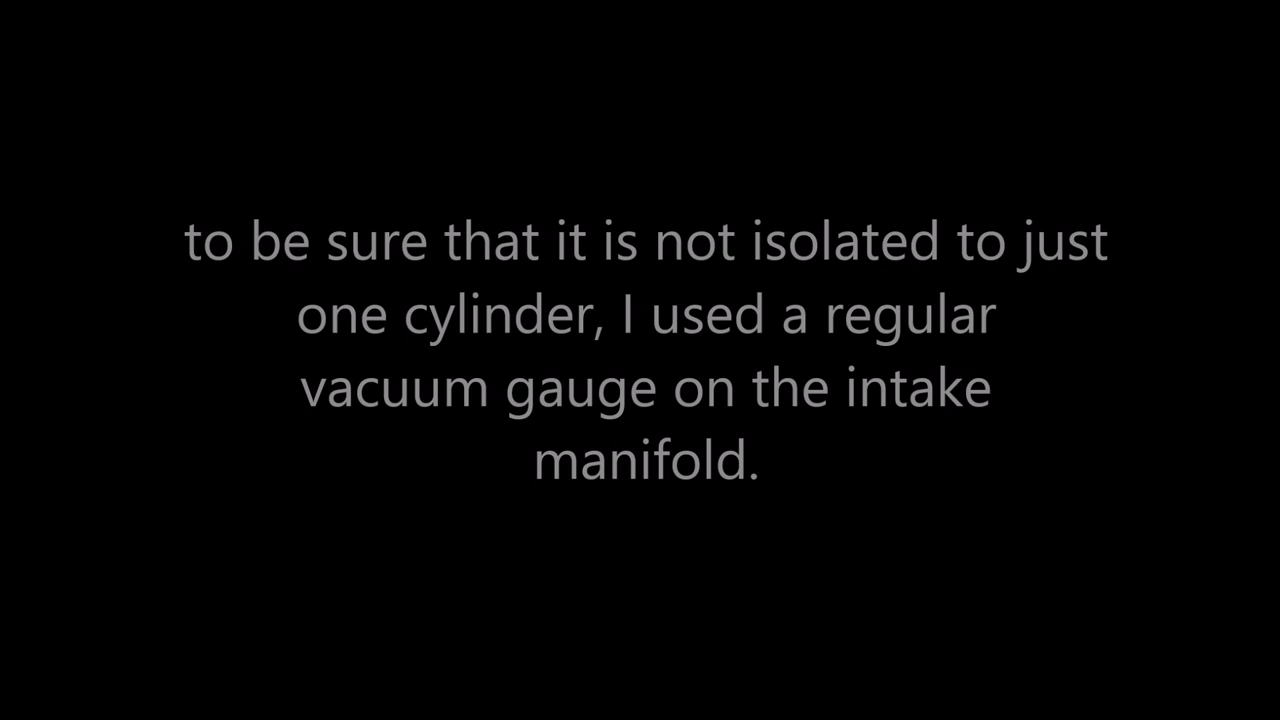 to be sure that it is not isolated to just
one cylinder, I used a regular
vacuum gauge on the intake
manifold.